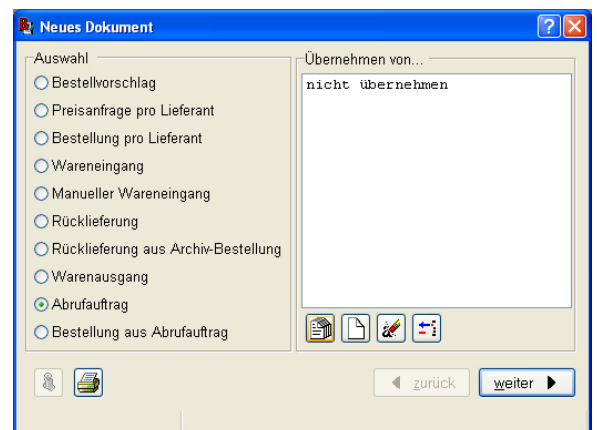 Neues Dokument
Auswahl
Bestellvorschlag
Preisanfrage pro Lieferant
Bestellung pro Lieferant
Wareneingang
Manueller Wareneingang
Rücklieferung
Rücklieferung aus Archiv-Bestellung
Warenausgang
Abrufauftrag
Bestellung aus Abrufauftrag
Übernehmen von...
nicht übernehmen
zurück
weiter